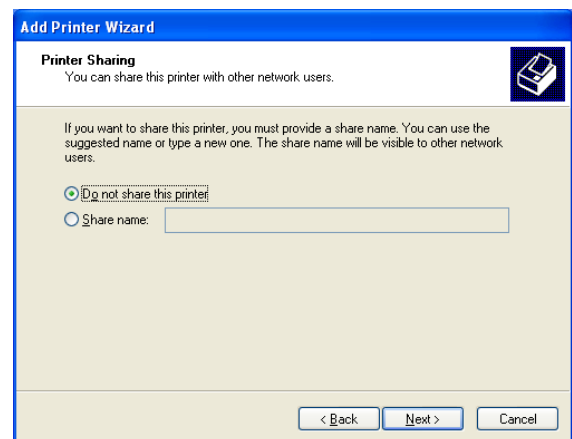 Add Printer Wizard
Printer Sharing
You can share this printer with other network users.
If you want to share this printer, you must provide a share name. You can use the
suggested name or type a new one. The share name will be visible to other network
users.
Do not share this printer
Share name:
< Back Next > Cancel